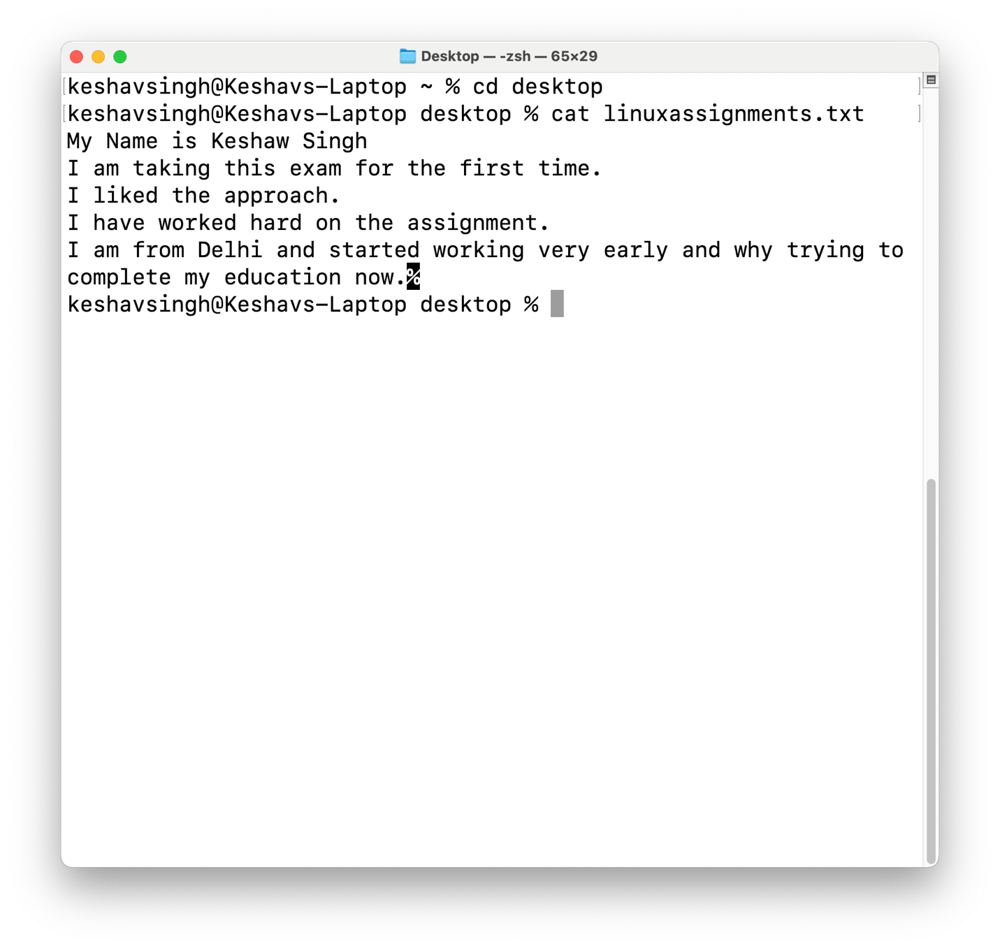 Desktop — -zsh — 65×29
keshavsingh@Keshavs-Laptop ~ % cd desktop
keshavsingh@Keshavs-Laptop desktop % cat linuxassignments.txt
My Name is Keshaw Singh
I am taking this exam for the first time.
I liked the approach.
I have worked hard on the assignment.
I am from Delhi and started working very early and why trying to
complete my education now.%
keshavsingh@Keshavs-Laptop desktop %